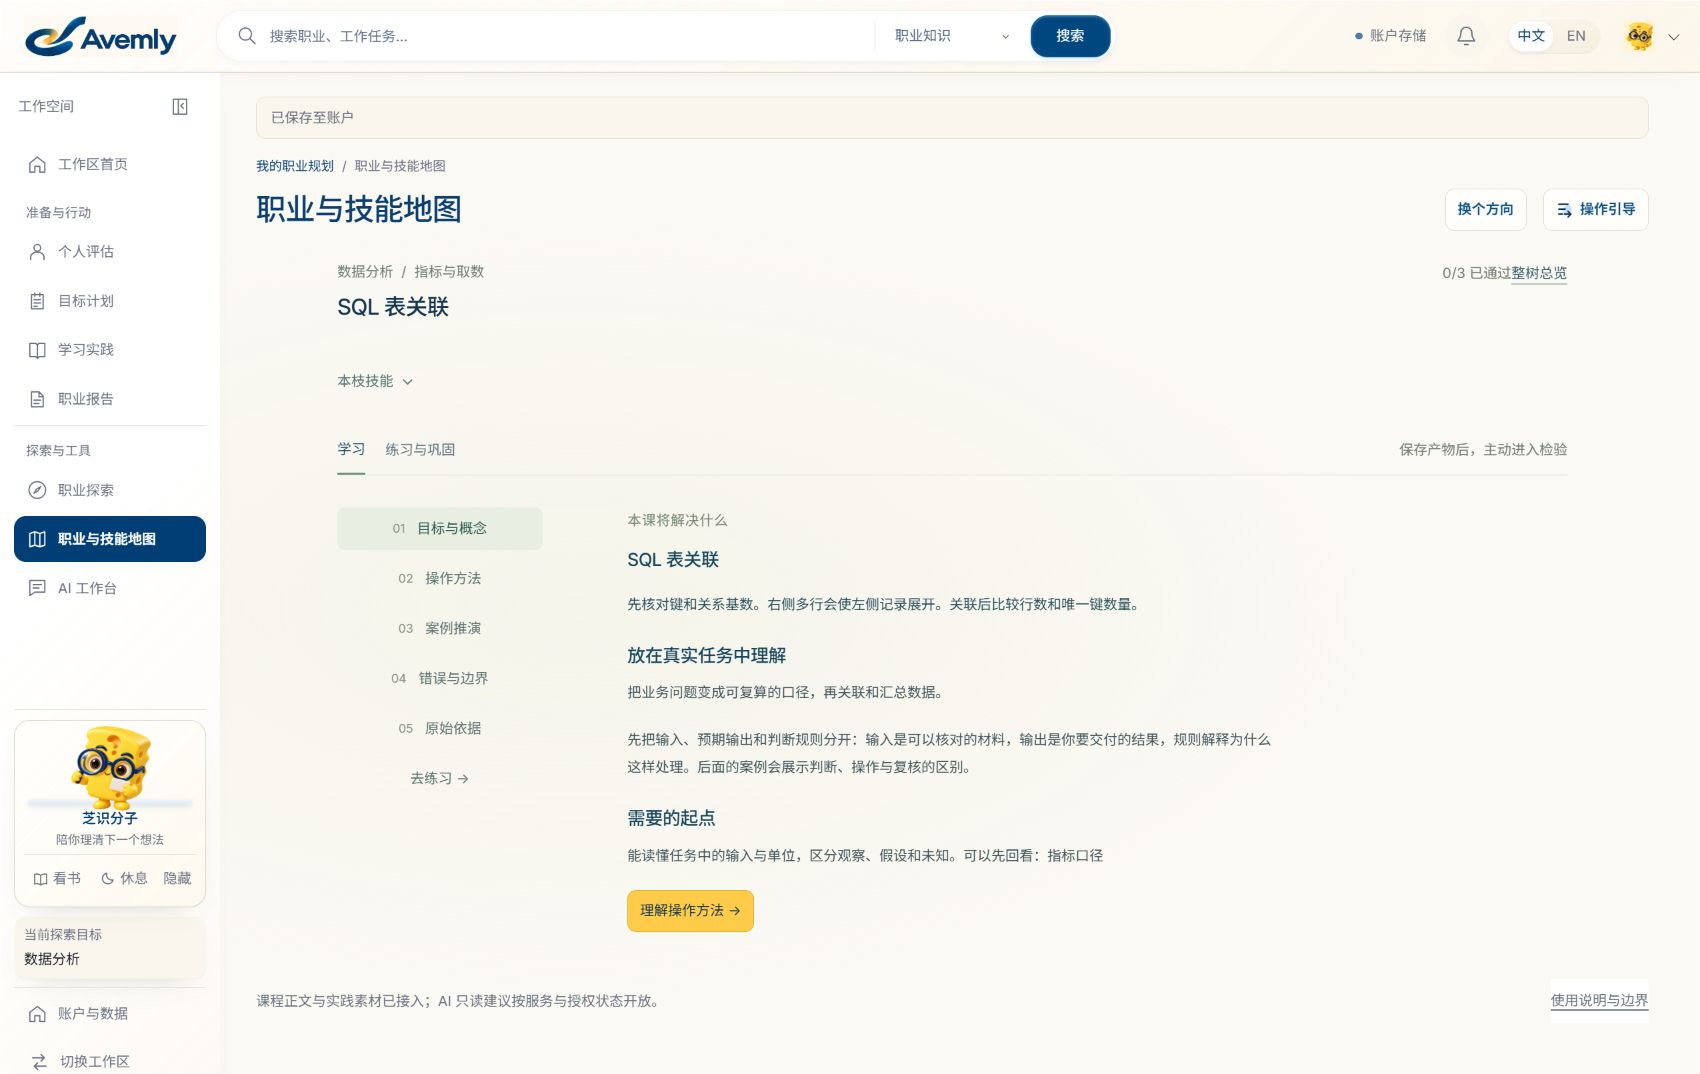 Avemly
搜索职业、工作任务...
职业知识
搜索
账户存储
中文
EN
工作空间
工作区首页
准备与行动
个人评估
目标计划
学习实践
职业报告
探索与工具
职业探索
职业与技能地图
AI 工作台
芝识分子
陪你理清下一个想法
看书
休息
隐藏
当前探索目标
数据分析
账户与数据
切换工作区
已保存至账户
我的职业规划 / 职业与技能地图
职业与技能地图
换个方向
操作引导
数据分析 / 指标与取数
0/3 已通过整树总览
SQL 表关联
本枝技能
学习
练习与巩固
保存产物后，主动进入检验
01 目标与概念
02 操作方法
03 案例推演
04 错误与边界
05 原始依据
去练习 →
本课将解决什么
SQL 表关联
先核对键和关系基数。右侧多行会使左侧记录展开。关联后比较行数和唯一键数量。
放在真实任务中理解
把业务问题变成可复算的口径，再关联和汇总数据。
先把输入、预期输出和判断规则分开：输入是可以核对的材料，输出是你要交付的结果，规则解释为什么
这样处理。后面的案例会展示判断、操作与复核的区别。
需要的起点
能读懂任务中的输入与单位，区分观察、假设和未知。可以先回看：指标口径
理解操作方法 →
课程正文与实践素材已接入；AI 只读建议按服务与授权状态开放。
使用说明与边界